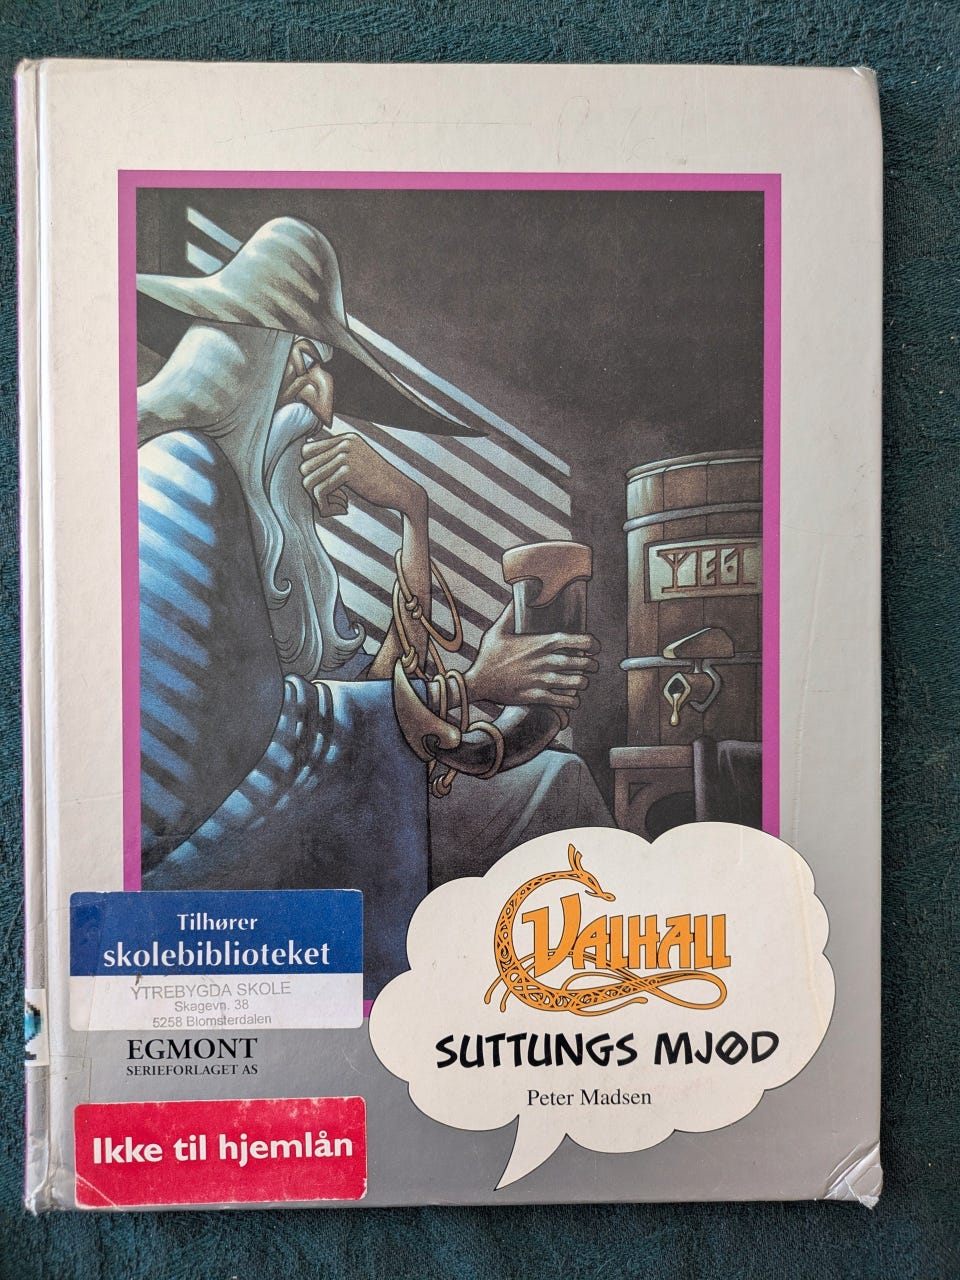 VALHALL
SUTTUNGS MJØD
Peter Madsen
Tilhører
skolebiblioteket
YTREBYGDA SKOLE
Skagevn. 38
5258 Blomsterdalen
EGMONT
SERIEFORLAGET AS
Ikke til hjemlån